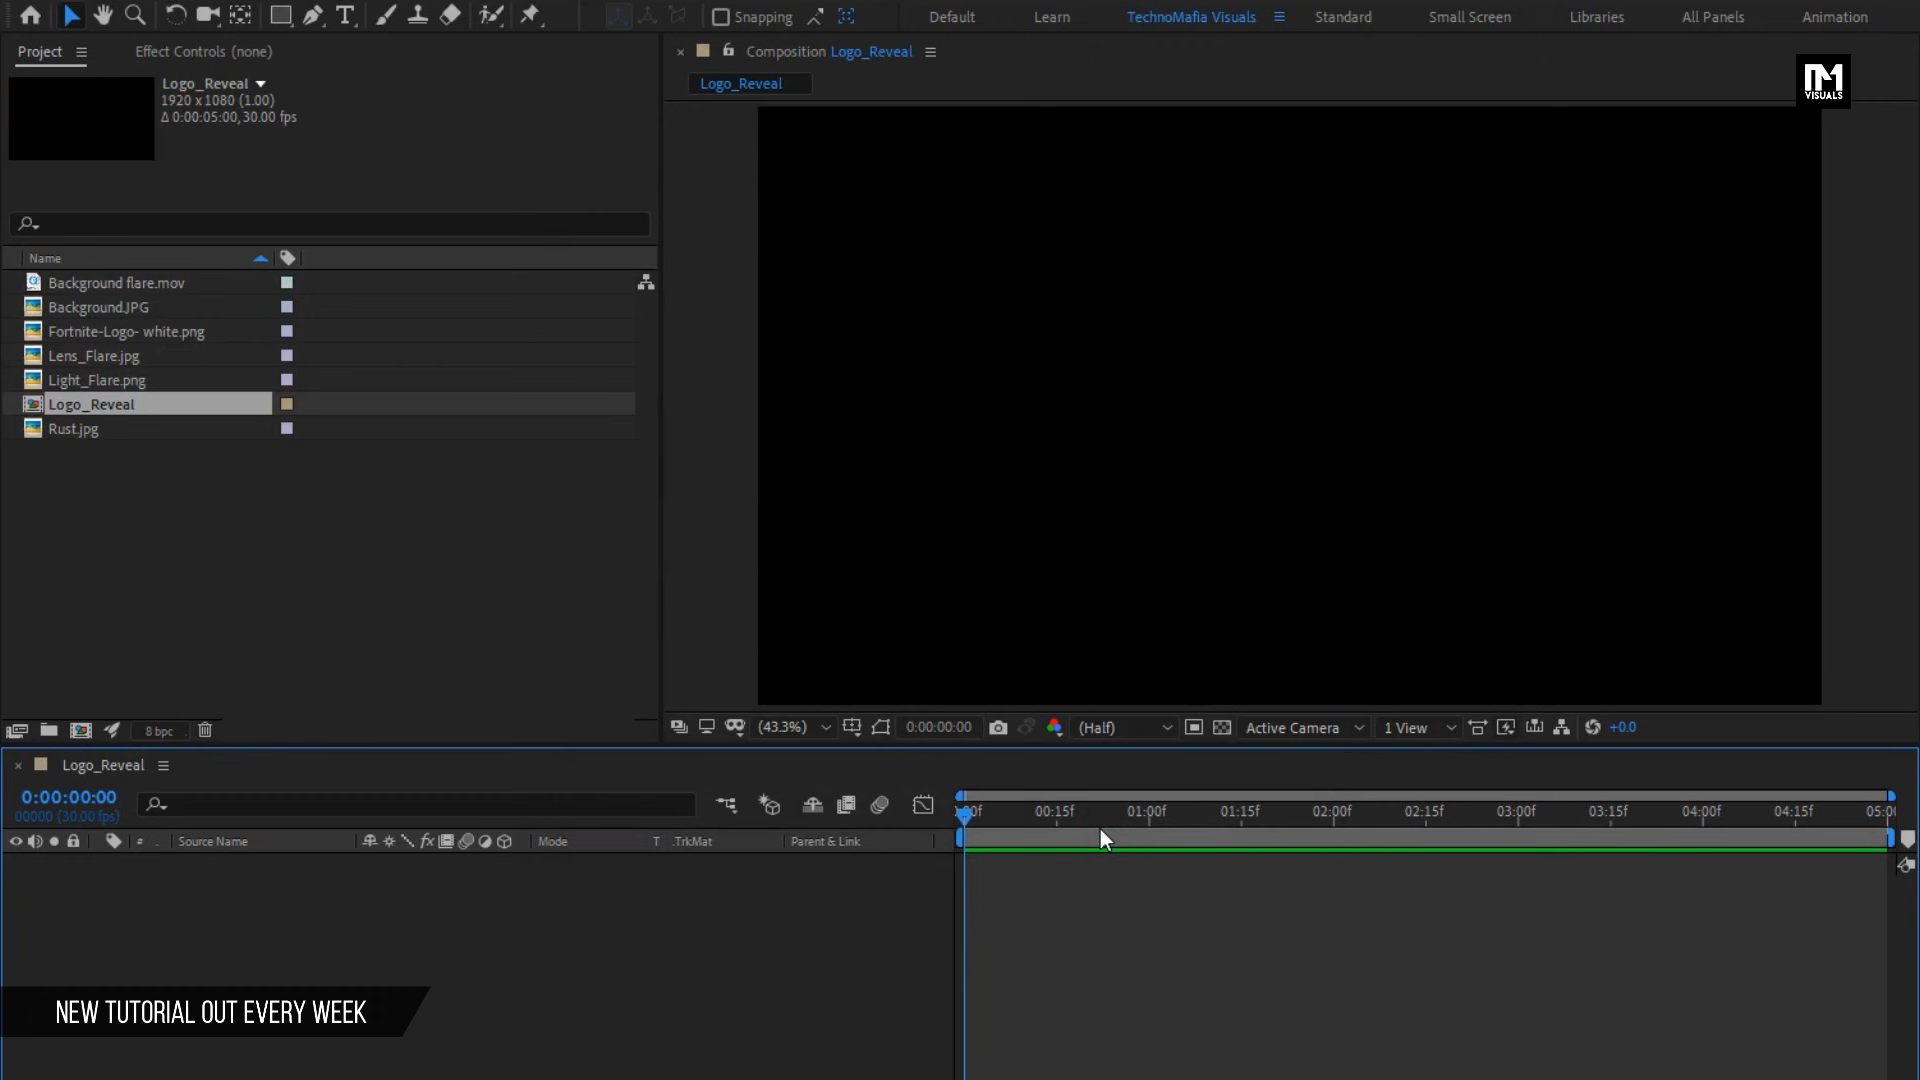 Snapping
Default
Learn
TechnoMafia Visuals
Standard
Small Screen
Libraries
All Panels
Animation
Project
Effect Controls (none)
Composition Logo_Reveal
Logo_Reveal
1920 x 1080 (1.00)
Δ 0:00:05:00, 30.00 fps
Logo_Reveal
VISUALS
Name
Background flare.mov
Background.JPG
Fortnite-Logo- white.png
Lens_Flare.jpg
Light_Flare.png
Logo_Reveal
Rust.jpg
8 bpc
(43.3%)
0:00:00:00
(Half)
Active Camera
1 View
+0.0
Logo_Reveal
0:00:00:00
00000 (30.00 fps)
:00f
00:15f
01:00f
01:15f
02:00f
02:15f
03:00f
03:15f
04:00f
04:15f
05:00
#
Source Name
fx
Mode
T .TrkMat
Parent & Link
NEW TUTORIAL OUT EVERY WEEK